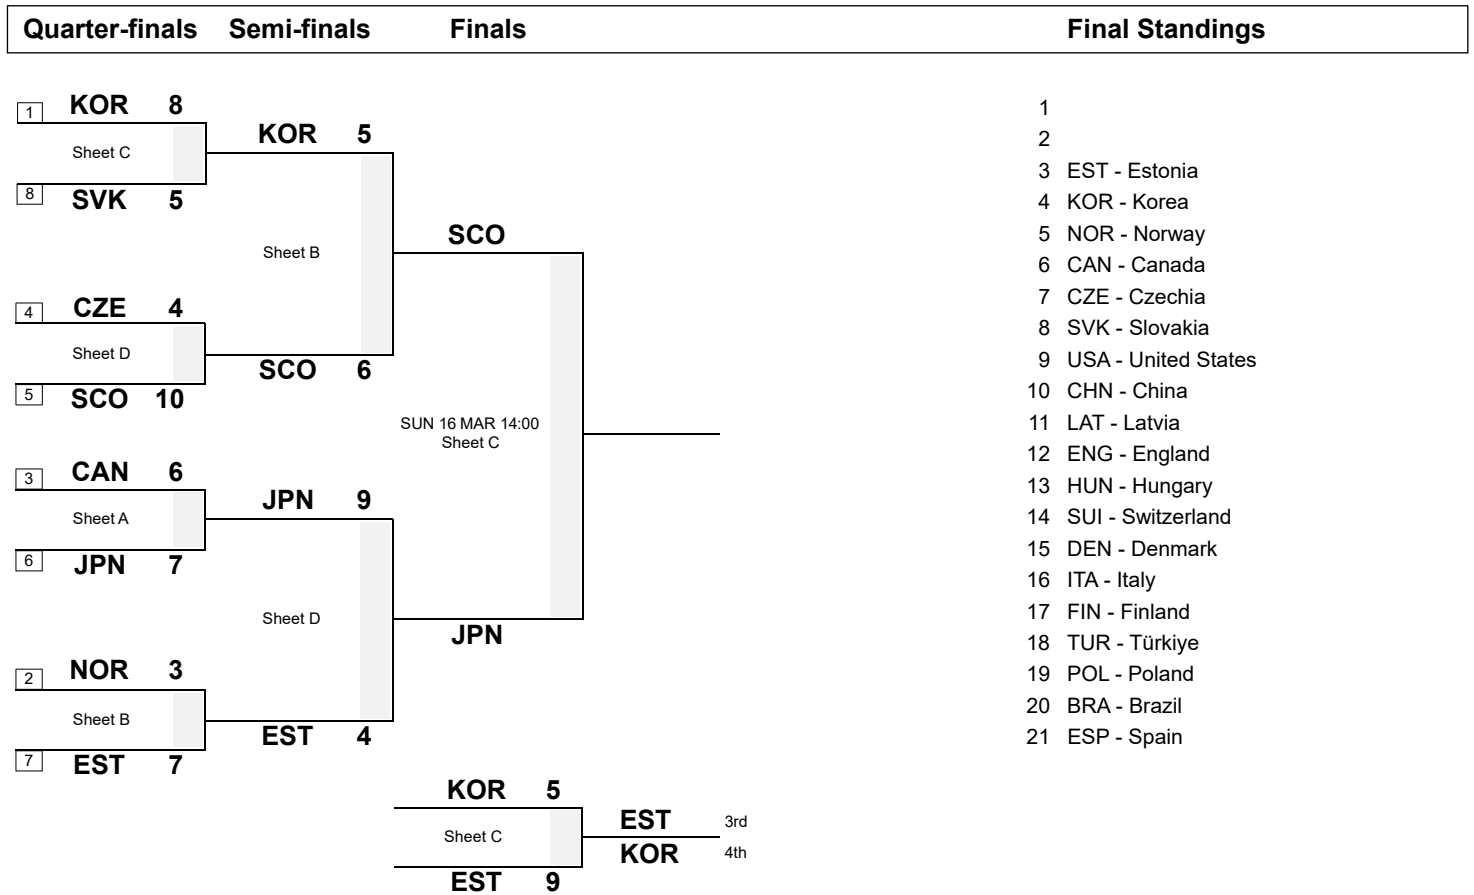 Quarter-finals Semi-finals Finals Final Standings
1 KOR 8
Sheet C
8 SVK 5
4 CZE 4
Sheet D
5 SCO 10
3 CAN 6
Sheet A
6 JPN 7
2 NOR 3
Sheet B
7 EST 7
KOR 5
Sheet B
SCO 6
JPN 9
Sheet D
EST 4
SCO
SUN 16 MAR 14:00
Sheet C
JPN
KOR 5
Sheet C
EST 9
EST 3rd
KOR 4th
1
2
3 EST - Estonia
4 KOR - Korea
5 NOR - Norway
6 CAN - Canada
7 CZE - Czechia
8 SVK - Slovakia
9 USA - United States
10 CHN - China
11 LAT - Latvia
12 ENG - England
13 HUN - Hungary
14 SUI - Switzerland
15 DEN - Denmark
16 ITA - Italy
17 FIN - Finland
18 TUR - Türkiye
19 POL - Poland
20 BRA - Brazil
21 ESP - Spain